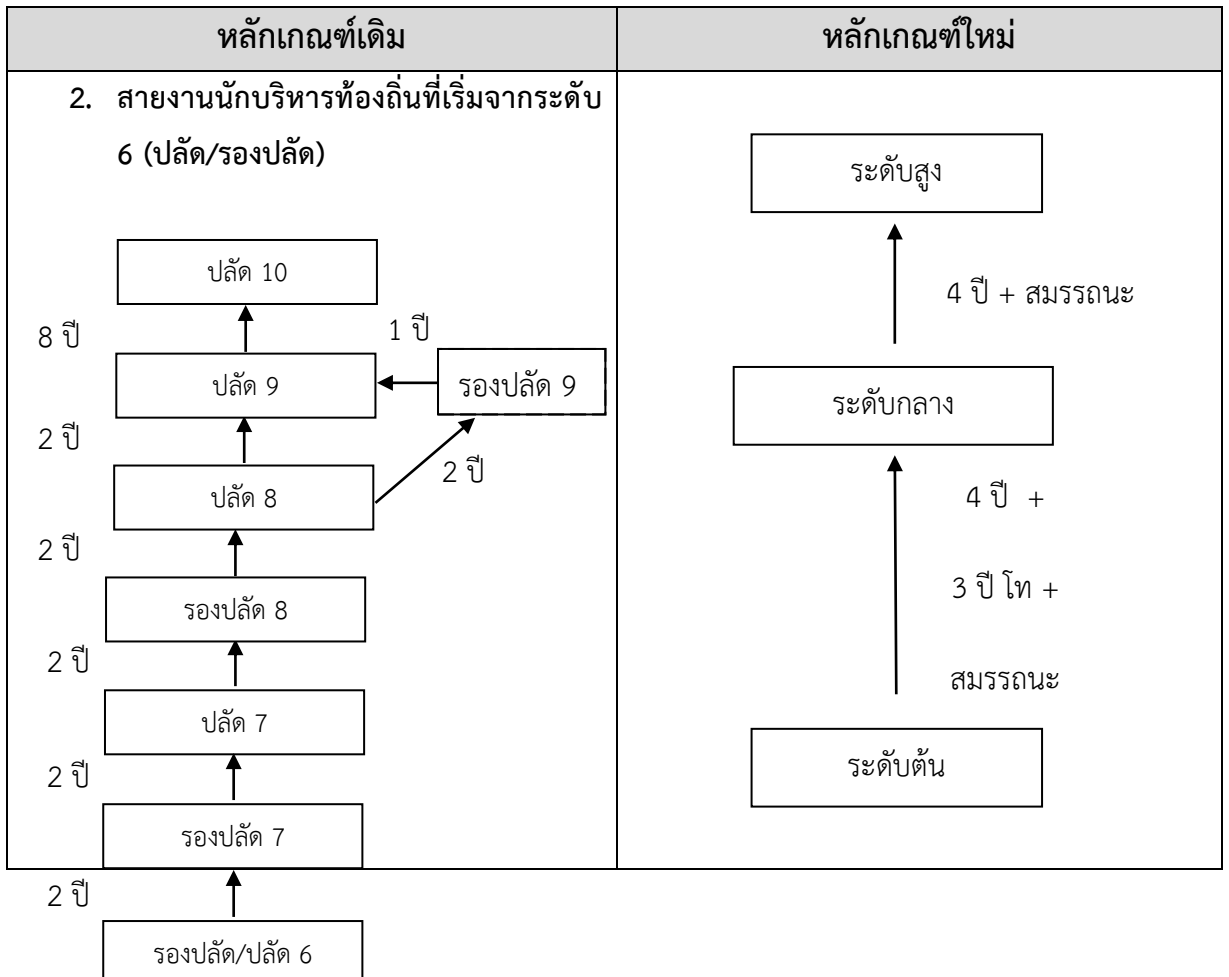 หลักเกณฑ์เดิม
หลักเกณฑ์ใหม่
2. สายงานนักบริหารท้องถิ่นที่เริ่มจากระดับ
6 (ปลัด/รองปลัด)
ปลัด 10
8 ปี
1 ปี
ปลัด 9
รองปลัด 9
2 ปี
2 ปี
ปลัด 8
2 ปี
รองปลัด 8
2 ปี
ปลัด 7
2 ปี
รองปลัด 7
2 ปี
รองปลัด/ปลัด 6
ระดับสูง
4 ปี + สมรรถนะ
ระดับกลาง
4 ปี +
3 ปี โท +
สมรรถนะ
ระดับต้น